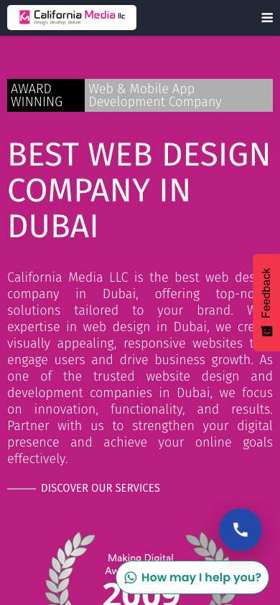 California Media llc
Design, Develop, deliver
AWARD
WINNING
Web & Mobile App
Development Company
BEST WEB DESIGN
COMPANY IN
DUBAI
California Media LLC is the best web
company in Dubai, offering
solutions tailored to your brand.
expertise in web design in Dubai, we
visually appealing, responsive websites
engage users and drive business growth. As
one of the trusted website design and
development companies in Dubai, we focus
on innovation, functionality, and results.
Partner with us to strengthen your digital
presence and achieve your online goals
effectively.
Feedback
DISCOVER OUR SERVICES
Making Digital
2009
How may I help you?